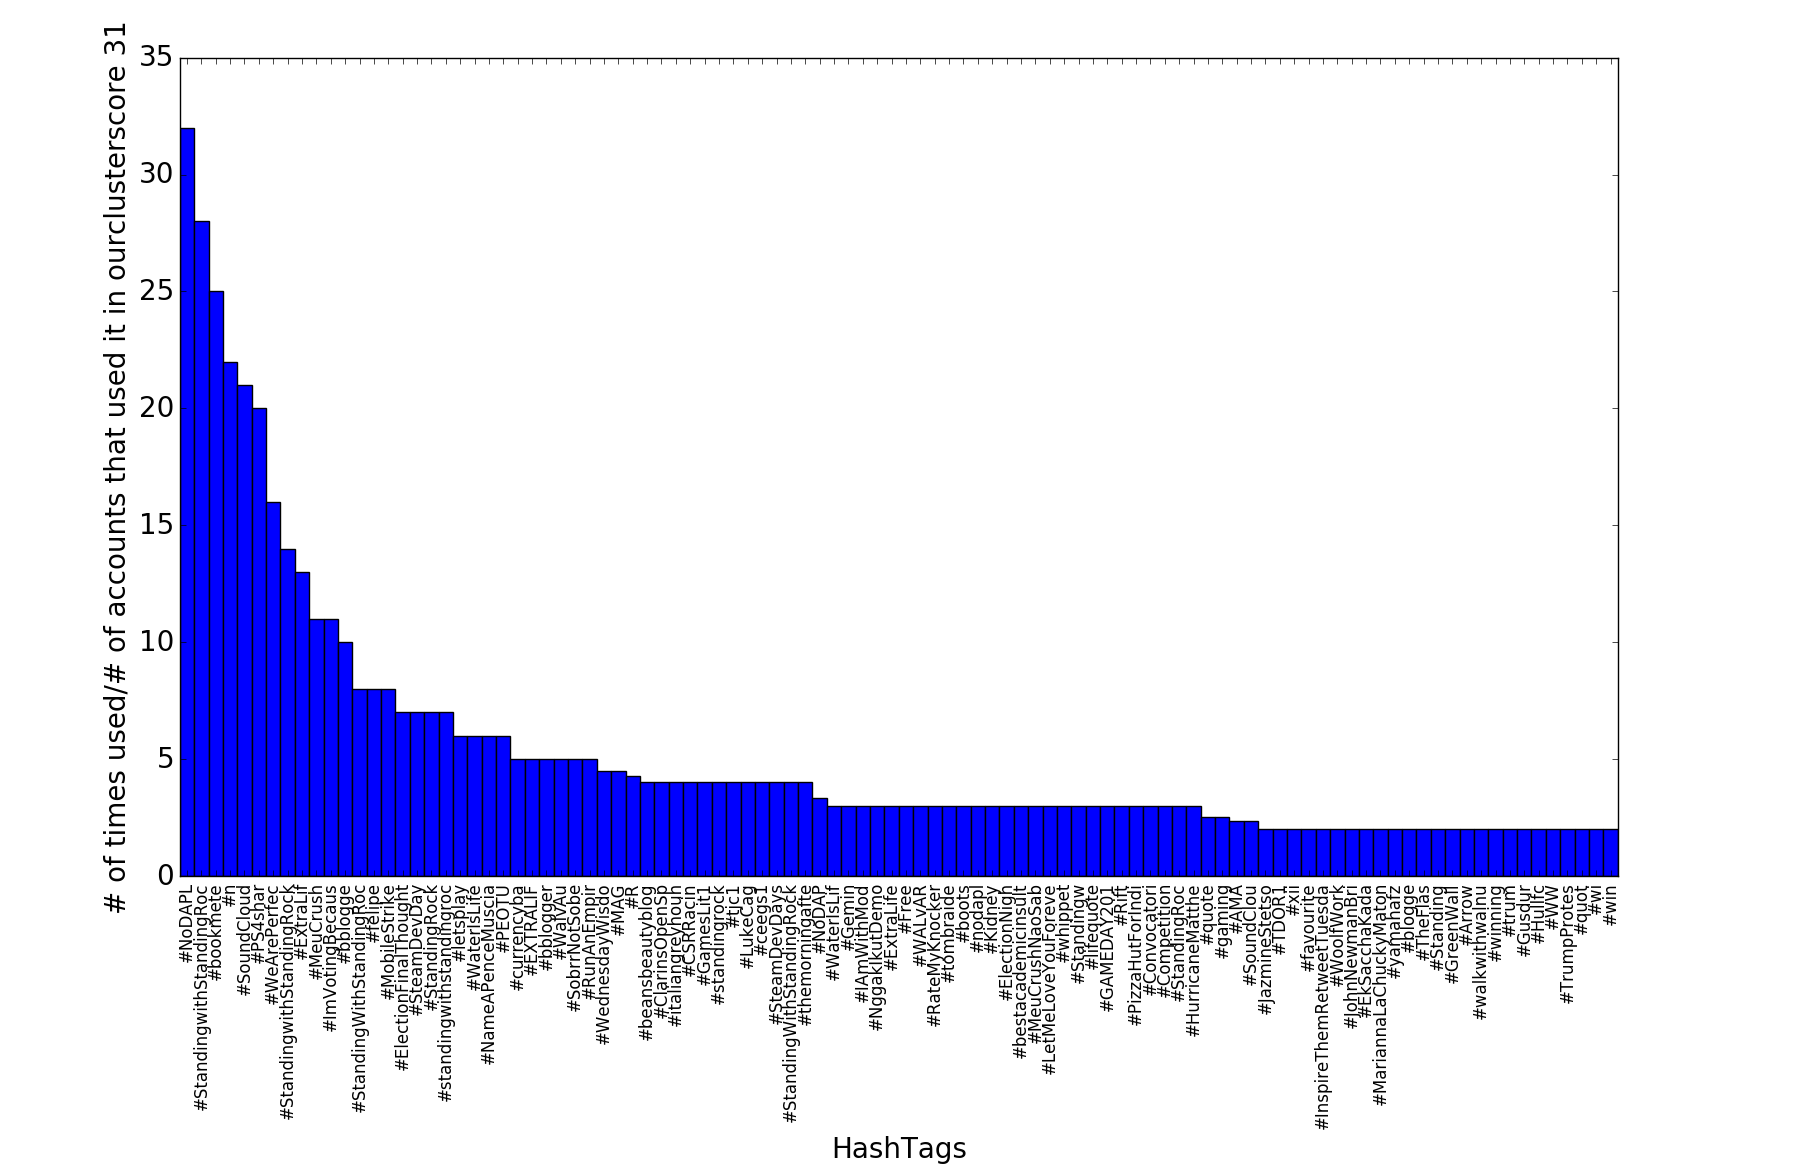 # of times used/# of accounts that used it in ourclusterscore 31
35
30
25
20
15
10
5
0
#NoDAPL
#StandingwithStandingRoc
#bookmete
#n
#SoundCloud
#PS4shar
#WeArePerfec
#StandingwithStandingRock
#ExtraLif
#MeuCrush
#ImVotingBecaus
#bblogge
#StandingWithStandingRoc
#felipe
#MobileStrike
#ElectionFinalThought
#SteamDevDay
#StandingRock
#standingwithstandingroc
#letsplay
#WaterIsLife
#NameAPenceMuscia
#PEOTU
#currencyba
#EXTRALIF
#bbloger
#WalVAu
#SobrrNotSobe
#RunAnEmpir
#WednesdayWisdo
#MAG
#R
#beansbeautyblog
#ClarinsOpenSp
#italiangreyhoun
#CSRRacin
#GamesLit1
#standingrock
#tjc1
#LukeCag
#ceegs1
#SteamDevDays
#StandingWithStandingRock
#themorningafte
#NoDAP
#WaterIsLif
#Gemin
#IAmWithMod
#NggakIkutDemo
#ExtraLife
#Free
#WALvAR
#RateMyKnocker
#tombraide
#boots
#nodapl
#Kidney
#ElectionNigh
#bestacademicinsult
#MeuCrushNaoSab
#LetMeLoveYouForeve
#whippet
#Standingw
#lifequote
#GAMEDAY2O1
#Rift
#PizzaHutFondi
#Convocatori
#Competition
#StandingRoc
#HurricaneMatthe
#quote
#gaming
#AMA
#SoundClou
#JazmineStetso
#TDOR1
#xii
#favourite
#InspireThemRetweetTuesda
#WoolfWork
#JohnNewmanBri
#EkSacchaKada
#MariannaLaChuckyMaton
#yamahafz
#blogge
#TheFlas
#Standing
#GreenWall
#Arrow
#walkwithwalnu
#winning
#trum
#Gusdur
#Hullfc
#WW
#TrumpProtes
#quot
#wi
#win
HashTags